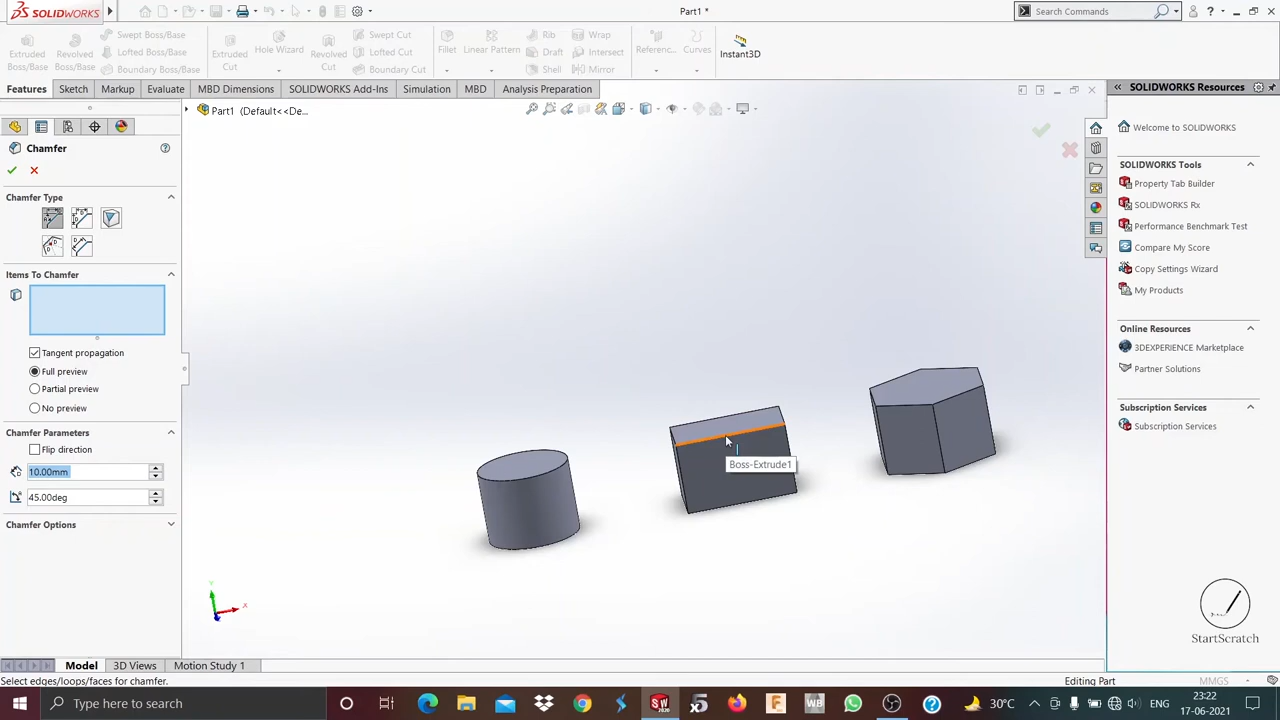 SOLIDWORKS
Part1 *
Search Commands
Extruded Boss/Base
Revolved Boss/Base
Swept Boss/Base
Lofted Boss/Base
Boundary Boss/Base
Extruded Cut
Hole Wizard
Revolved Cut
Swept Cut
Lofted Cut
Boundary Cut
Fillet
Linear Pattern
Rib
Draft
Shell
Wrap
Intersect
Mirror
Referenc...
Curves
Instant3D
Features
Sketch
Markup
Evaluate
MBD Dimensions
SOLIDWORKS Add-Ins
Simulation
MBD
Analysis Preparation
Part1 (Default<<De...
Chamfer
Chamfer Type
Items To Chamfer
Tangent propagation
Full preview
Partial preview
No preview
Chamfer Parameters
Flip direction
10.00mm
45.00deg
Chamfer Options
Boss-Extrude1
Y
X
SOLIDWORKS Resources
Welcome to SOLIDWORKS
SOLIDWORKS Tools
Property Tab Builder
SOLIDWORKS Rx
Performance Benchmark Test
Compare My Score
Copy Settings Wizard
My Products
Online Resources
3DEXPERIENCE Marketplace
Partner Solutions
Subscription Services
Subscription Services
StartScratch
Model
3D Views
Motion Study 1
Select edges/loops/faces for chamfer.
Editing Part
MMGS
Type here to search
30°C
ENG
23:22
17-06-2021